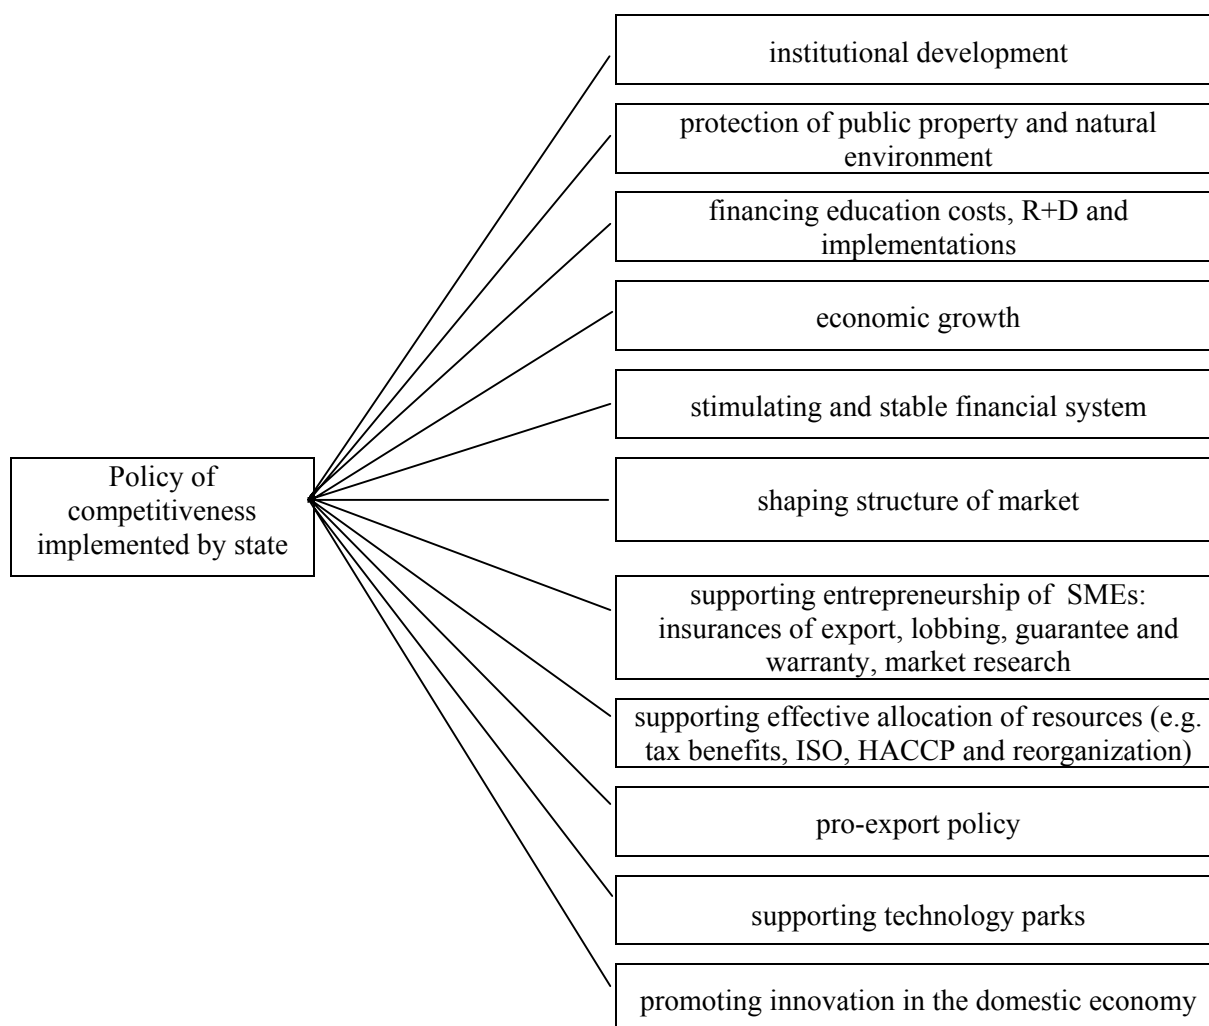 institutional development
protection of public property and natural
environment
financing education costs, R+D and
implementations
economic growth
stimulating and stable financial system
Policy of
competitiveness
implemented by state
shaping structure of market
supporting entrepreneurship of SMEs:
insurances of export, lobbing, guarantee and
warranty, market research
supporting effective allocation of resources (e.g.
tax benefits, ISO, HACCP and reorganization)
pro-export policy
supporting technology parks
promoting innovation in the domestic economy